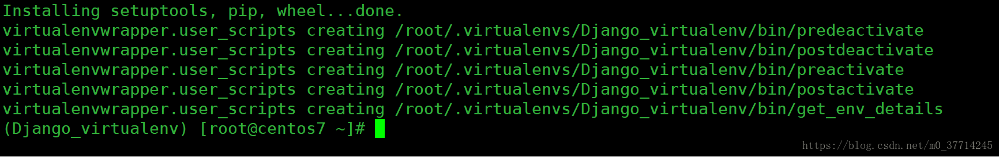 Installing setuptools, pip, wheel...done.
virtualenvwrapper.user_scripts creating /root/.virtualenvs/Django_virtualenv/bin/predeactivate
virtualenvwrapper.user_scripts creating /root/.virtualenvs/Django_virtualenv/bin/postdeactivate
virtualenvwrapper.user_scripts creating /root/.virtualenvs/Django_virtualenv/bin/preactivate
virtualenvwrapper.user_scripts creating /root/.virtualenvs/Django_virtualenv/bin/postactivate
virtualenvwrapper.user_scripts creating /root/.virtualenvs/Django_virtualenv/bin/get_env_details
(Django_virtualenv) [root@centos7 ~]#
https://blog.csdn.net/m0_37714245